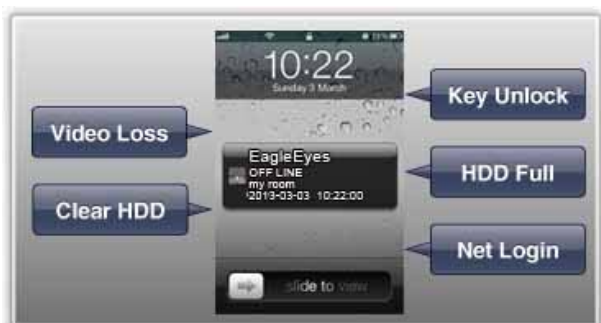 10:22
Sunday 3 March
Key Unlock
Video Loss
EagleEyes
OFF LINE
my room
2013-03-03 10:22:00
HDD Full
Clear HDD
Net Login
slide to view